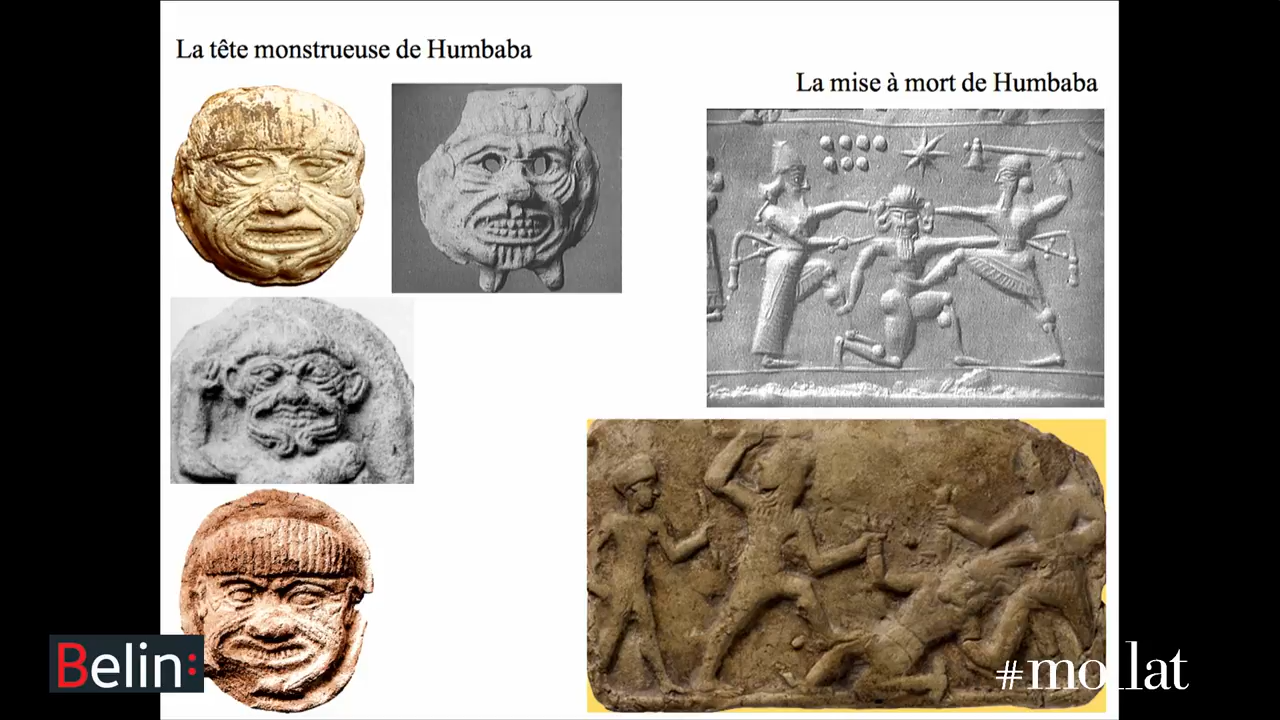 La tête monstrueuse de Humbaba
La mise à mort de Humbaba
Belin:
#mollat